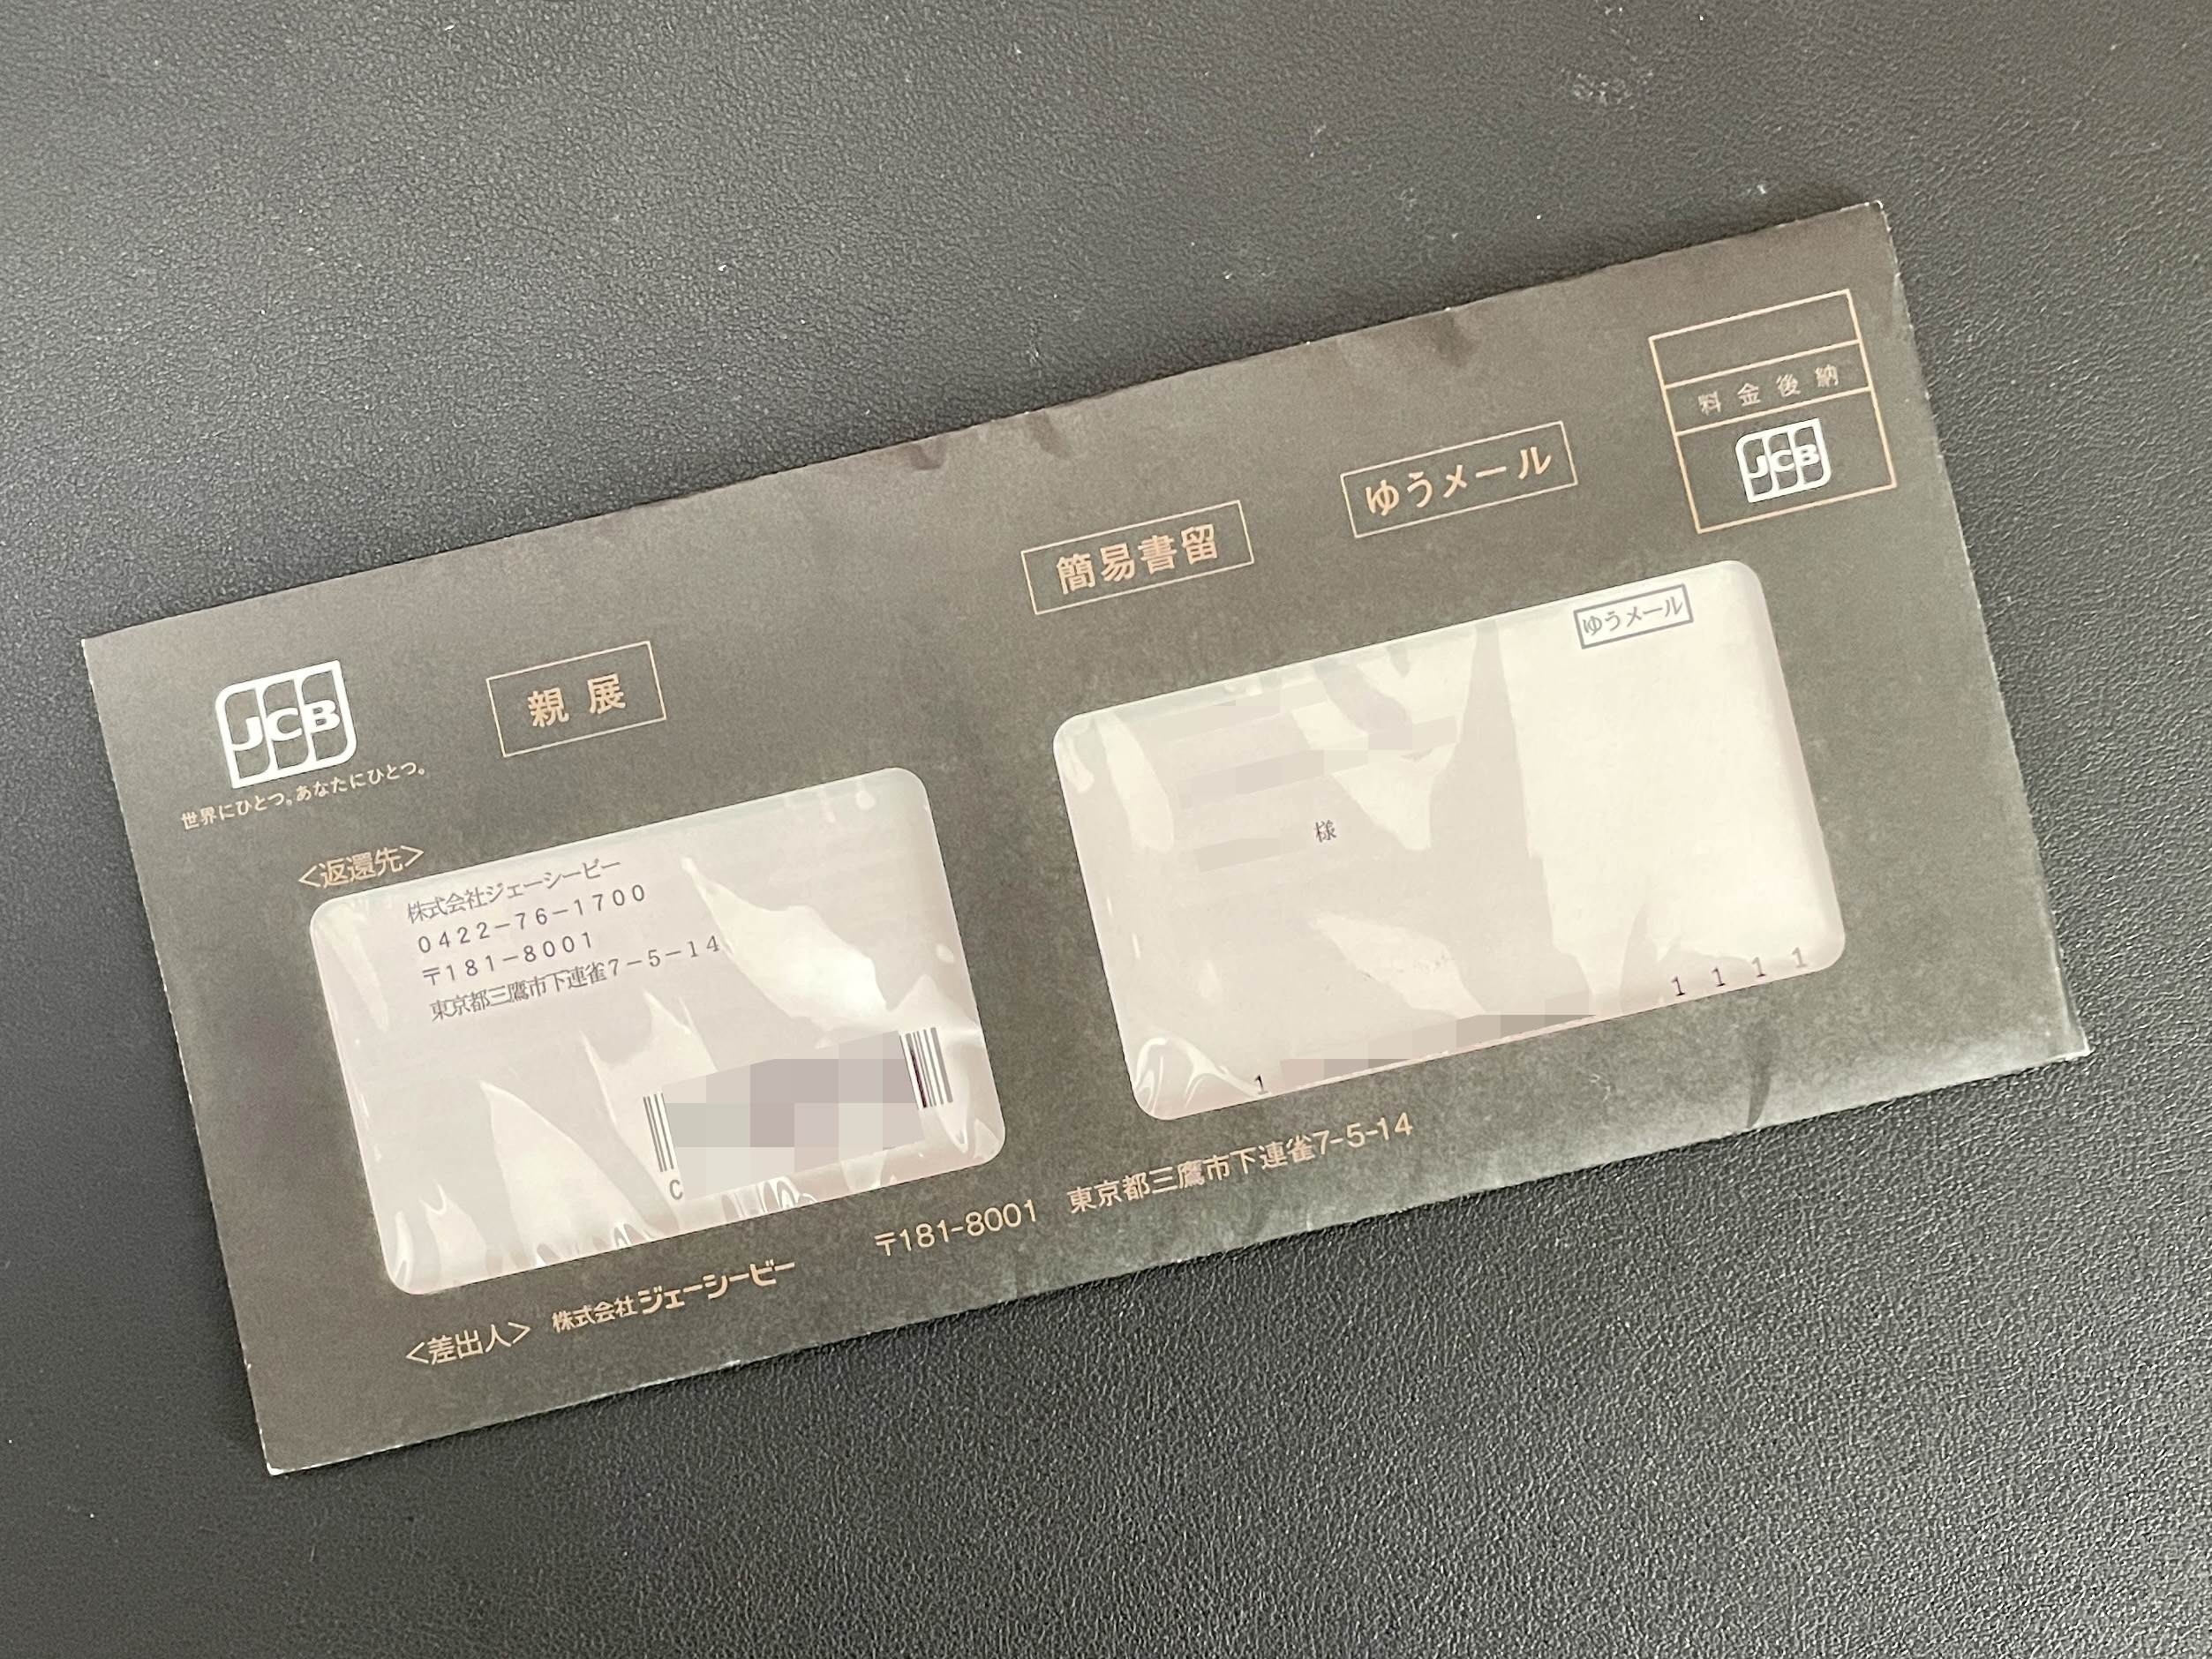 料金後納
JCB
ゆうメール
簡易書留
親展
JCB
世界にひとつ。あなたにひとつ。
<返還先>
株式会社ジェーシービー
0422-76-1700
〒181-8001
東京都三鷹市下連雀7-5-14
C
ゆうメール
様
1
1 1 1 1
<差出人> 株式会社ジェーシービー 〒181-8001 東京都三鷹市下連雀7-5-14